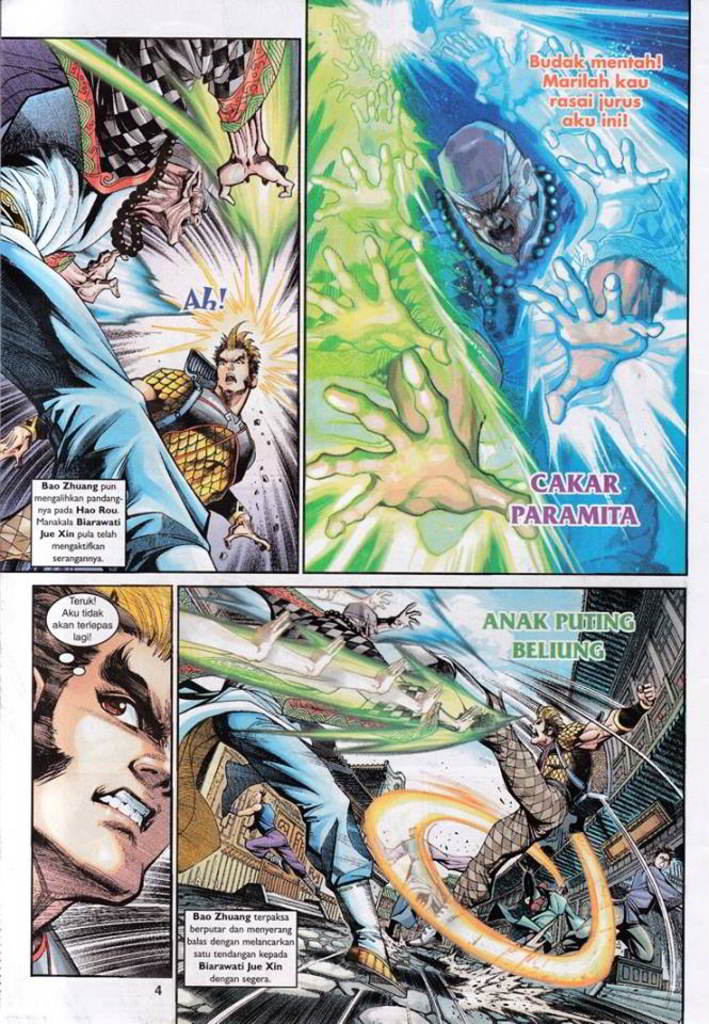 Ah!
Bao Zhuang pun
mengalihkan pandang-
nya pada Hao Rou.
Manakala Biarawati
Jue Xin pula telah
mengaktifkan
serangannya.
Budak mentah!
Marilah kau
rasai jurus
aku ini!
CAKAR
PARAMITA
Teruk!
Aku tidak
akan terlepas
lagi!
ANAK PUTING
BELIUNG
Bao Zhuang terpaksa
berputar dan menyerang
balas dengan melancarkan
satu tendangan kepada
Biarawati Jue Xin
dengan segera.
4